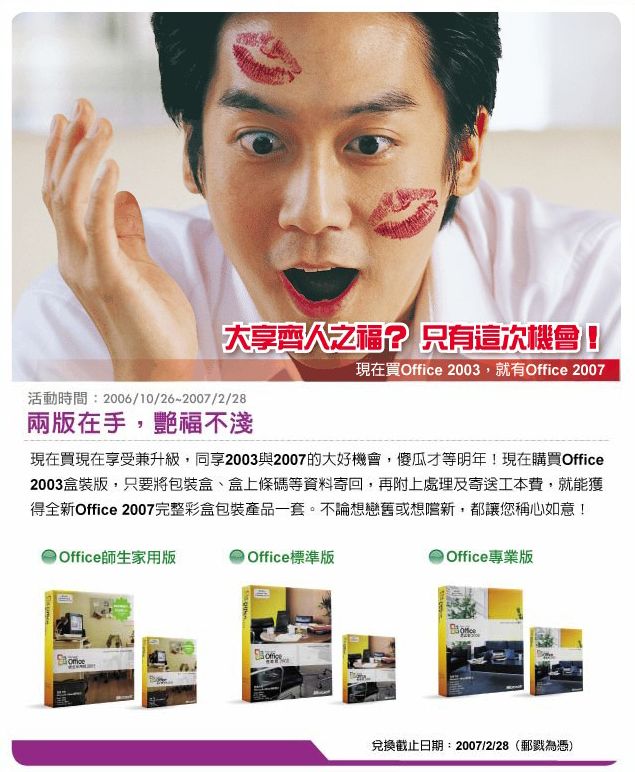 大享齊人之福？ 只有這次機會！
現在買Office 2003，就有Office 2007
活動時間：2006/10/26~2007/2/28
兩版在手，艷福不淺
現在買現在享受兼升級，同享2003與2007的大好機會，傻瓜才等明年！現在購買Office
2003盒裝版，只要將包裝盒、盒上條碼等資料寄回，再附上處理及寄送工本費，就能獲
得全新Office 2007完整彩盒包裝產品一套。不論想戀舊或想嚐新，都讓您稱心如意！
Office師生家用版
Office標準版
Office專業版
Office
Office
Office
Office
Office
Office
兌換截止日期：2007/2/28（郵戳為憑）